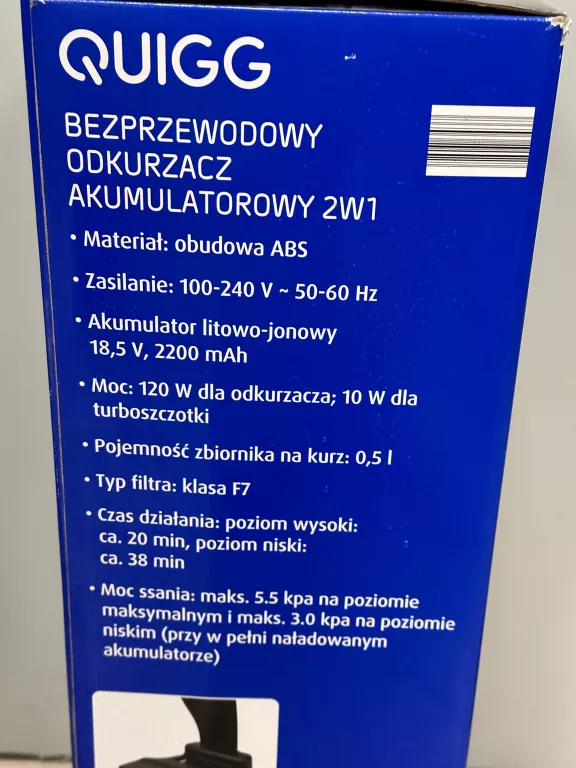 QUIGG
BEZPRZEWODOWY
ODKURZACZ
AKUMULATOROWY 2W1
• Materiał: obudowa ABS
• Zasilanie: 100-240 V ~ 50-60 Hz
• Akumulator litowo-jonowy
18,5 V, 2200 mAh
• Moc: 120 W dla odkurzacza; 10 W dla
turboszczotki
• Pojemność zbiornika na kurz: 0,5 l
• Typ filtra: klasa F7
• Czas działania: poziom wysoki:
ca. 20 min, poziom niski:
ca. 38 min
• Moc ssania: maks. 5.5 kpa na poziomie
maksymalnym i maks. 3.0 kpa na poziomie
niskim (przy w pełni naładowanym
akumulatorze)